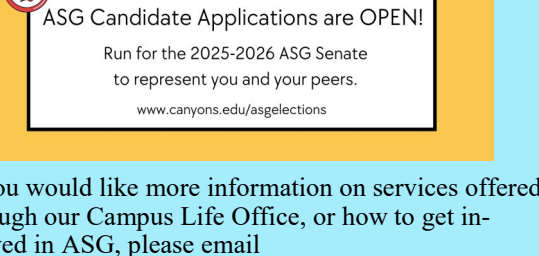 ASG Candidate Applications are OPEN!
Run for the 2025-2026 ASG Senate
to represent you and your peers.
www.canyons.edu/asgelections
ou would like more information on services offered
ugh our Campus Life Office, or how to get in-
ved in ASG, please email